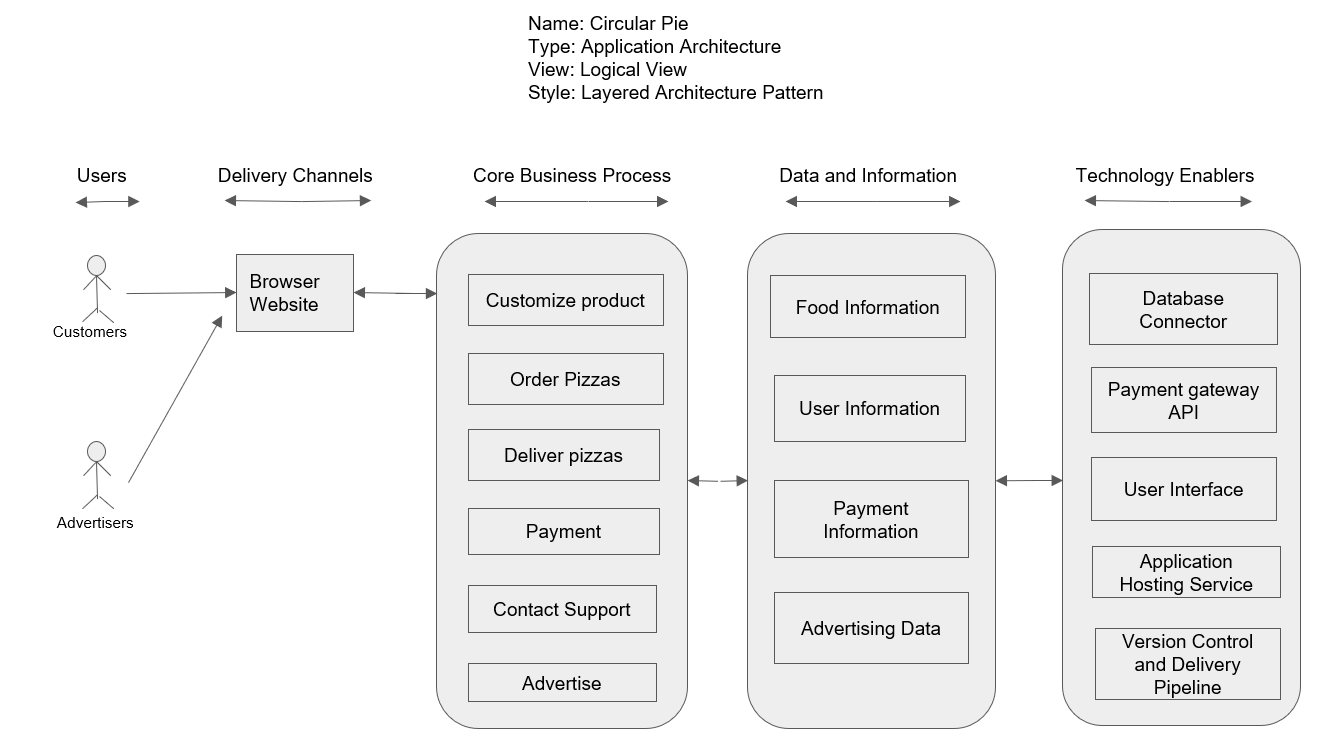 Name: Circular Pie
Type: Application Architecture
View: Logical View
Style: Layered Architecture Pattern
Users
Delivery Channels
Core Business Process
Data and Information
Technology Enablers
Customers
Advertisers
Browser
Website
Customize product
Order Pizzas
Deliver pizzas
Payment
Contact Support
Advertise
Food Information
User Information
Payment
Information
Advertising Data
Database
Connector
Payment gateway
API
User Interface
Application
Hosting Service
Version Control
and Delivery
Pipeline